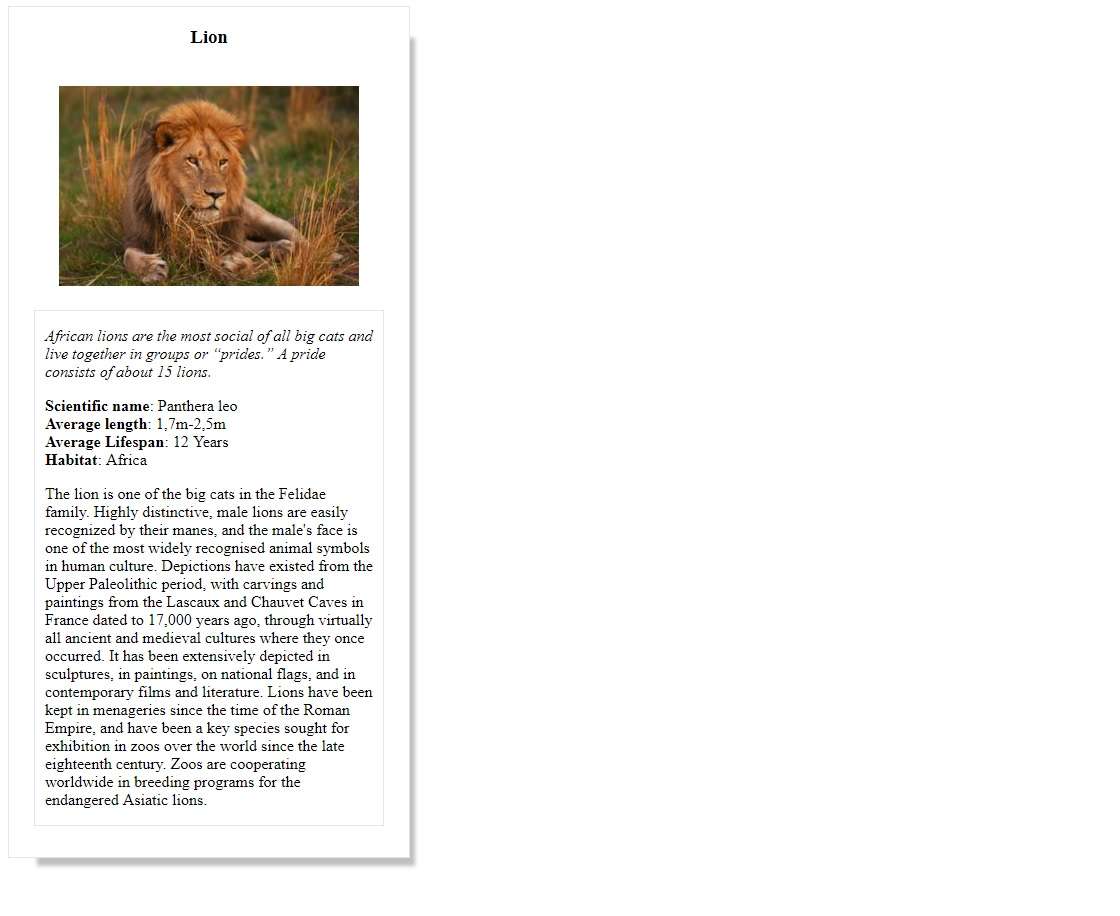 Lion
African lions are the most social of all big cats and
live together in groups or “prides.” A pride
consists of about 15 lions.
Scientific name: Panthera leo
Average length: 1,7m-2,5m
Average Lifespan: 12 Years
Habitat: Africa
The lion is one of the big cats in the Felidae
family. Highly distinctive, male lions are easily
recognized by their manes, and the male's face is
one of the most widely recognised animal symbols
in human culture. Depictions have existed from the
Upper Paleolithic period, with carvings and
paintings from the Lascaux and Chauvet Caves in
France dated to 17,000 years ago, through virtually
all ancient and medieval cultures where they once
occurred. It has been extensively depicted in
sculptures, in paintings, on national flags, and in
contemporary films and literature. Lions have been
kept in menageries since the time of the Roman
Empire, and have been a key species sought for
exhibition in zoos over the world since the late
eighteenth century. Zoos are cooperating
worldwide in breeding programs for the
endangered Asiatic lions.